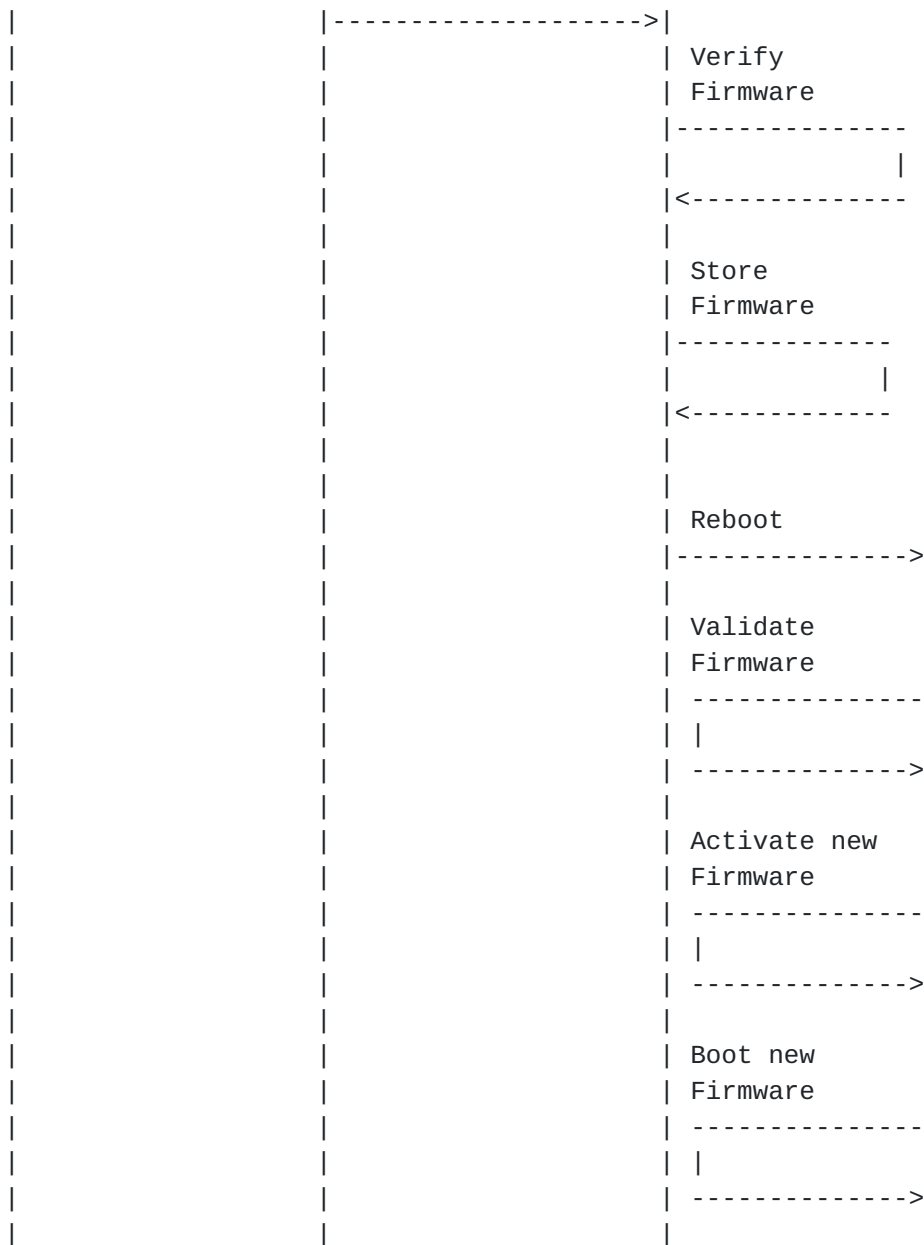 Verify
Firmware
Store
Firmware
Reboot
Validate
Firmware
Activate new
Firmware
Boot new
Firmware